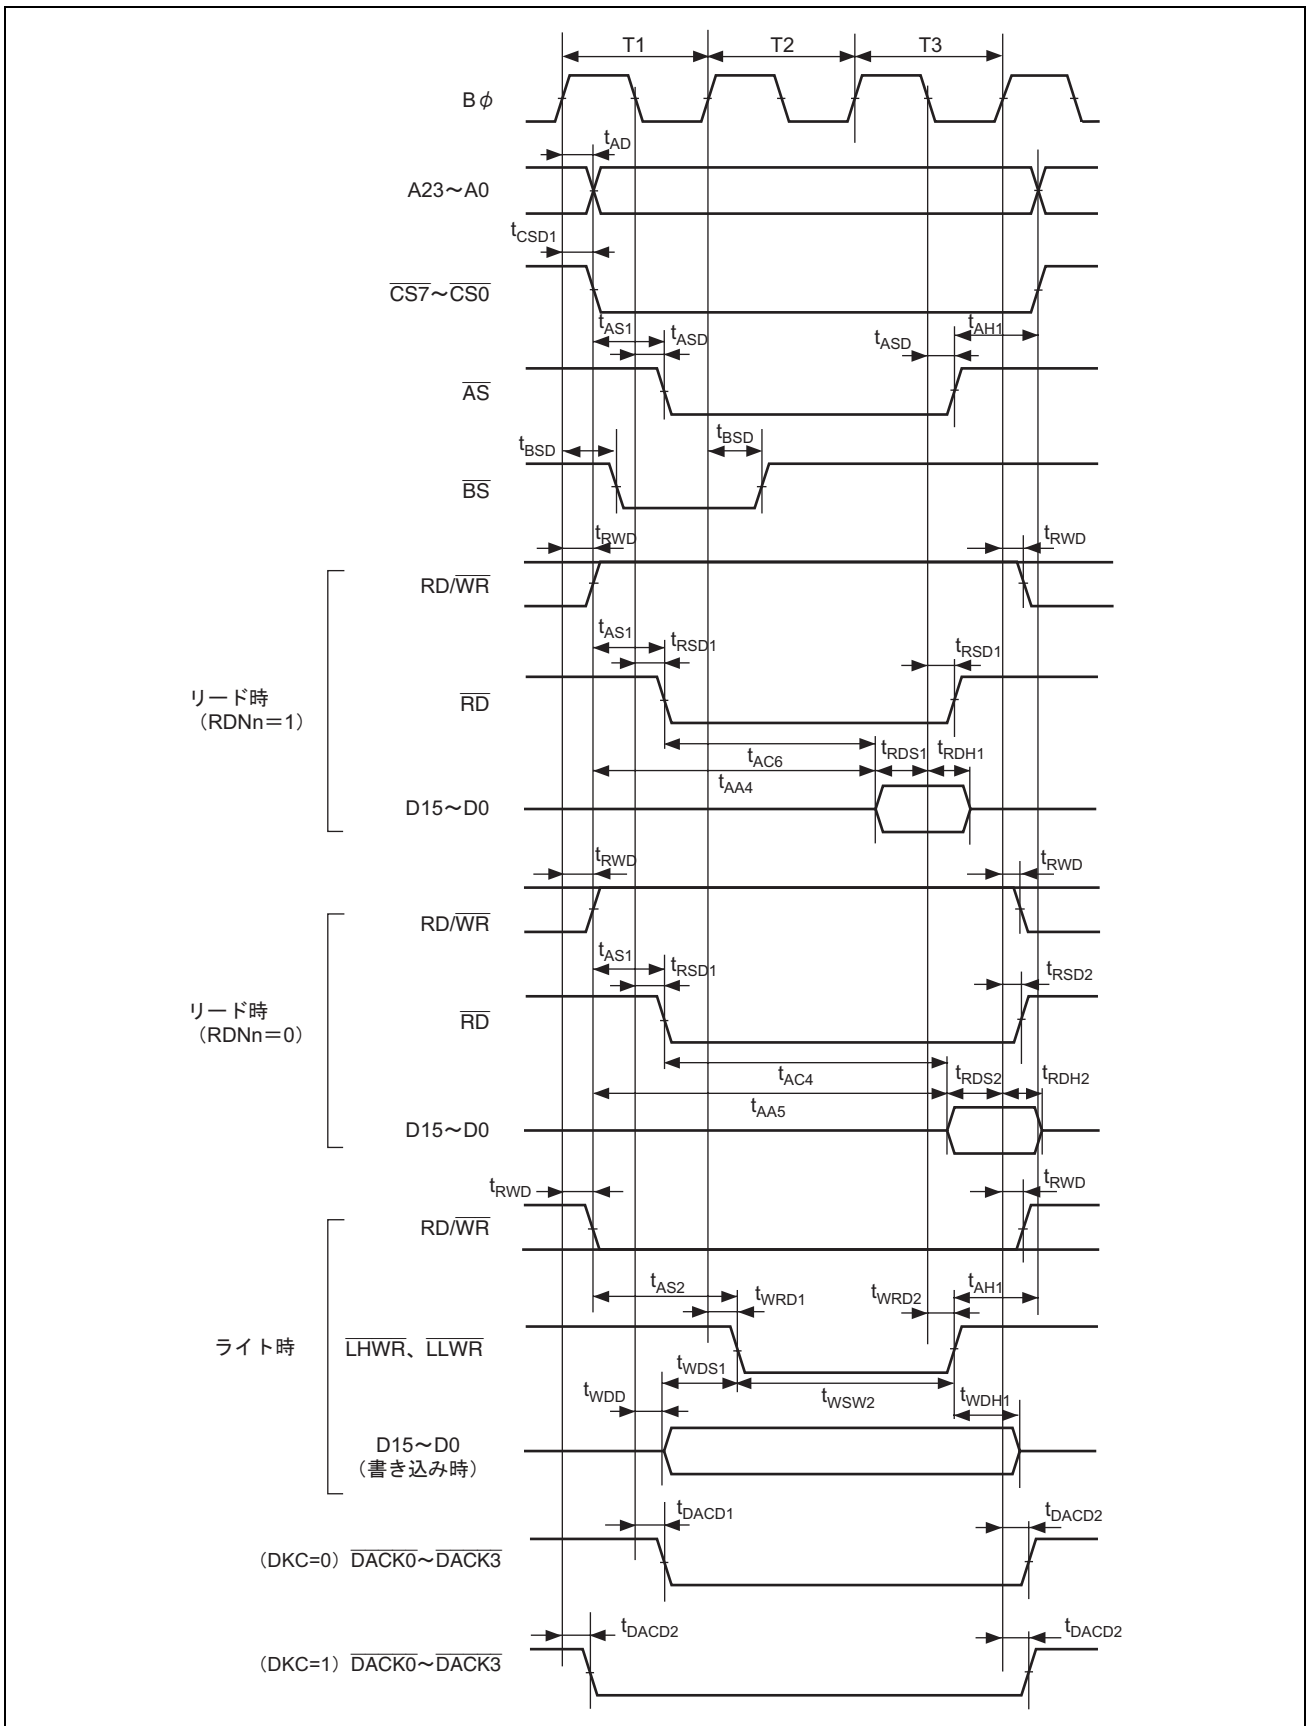 T1 T2 T3
Bφ
tAD
A23～A0
tCSD1
CS7～CS0
tAS1 tASD tASD tAH1
AS
tBSD tBSD
BS
tRWD tRWD
RD/WR
tAS1 tRSD1 tRSD1
リード時
（RDNn＝1）
RD
tAC6 tRDS1 tRDH1
tAA4
D15～D0
tRWD tRWD
RD/WR
tAS1 tRSD1 tRSD2
リード時
（RDNn＝0）
RD
tAC4 tRDS2 tRDH2
tAA5
D15～D0
tRWD tRWD
RD/WR
tAS2 tWRD1 tWRD2 tAH1
ライト時
LHWR、LLWR
tWDS1
tWDD tWSW2 tWDH1
D15～D0
（書き込み時）
tDACD1 tDACD2
（DKC=0）DACK0～DACK3
tDACD2 tDACD2
（DKC=1）DACK0～DACK3